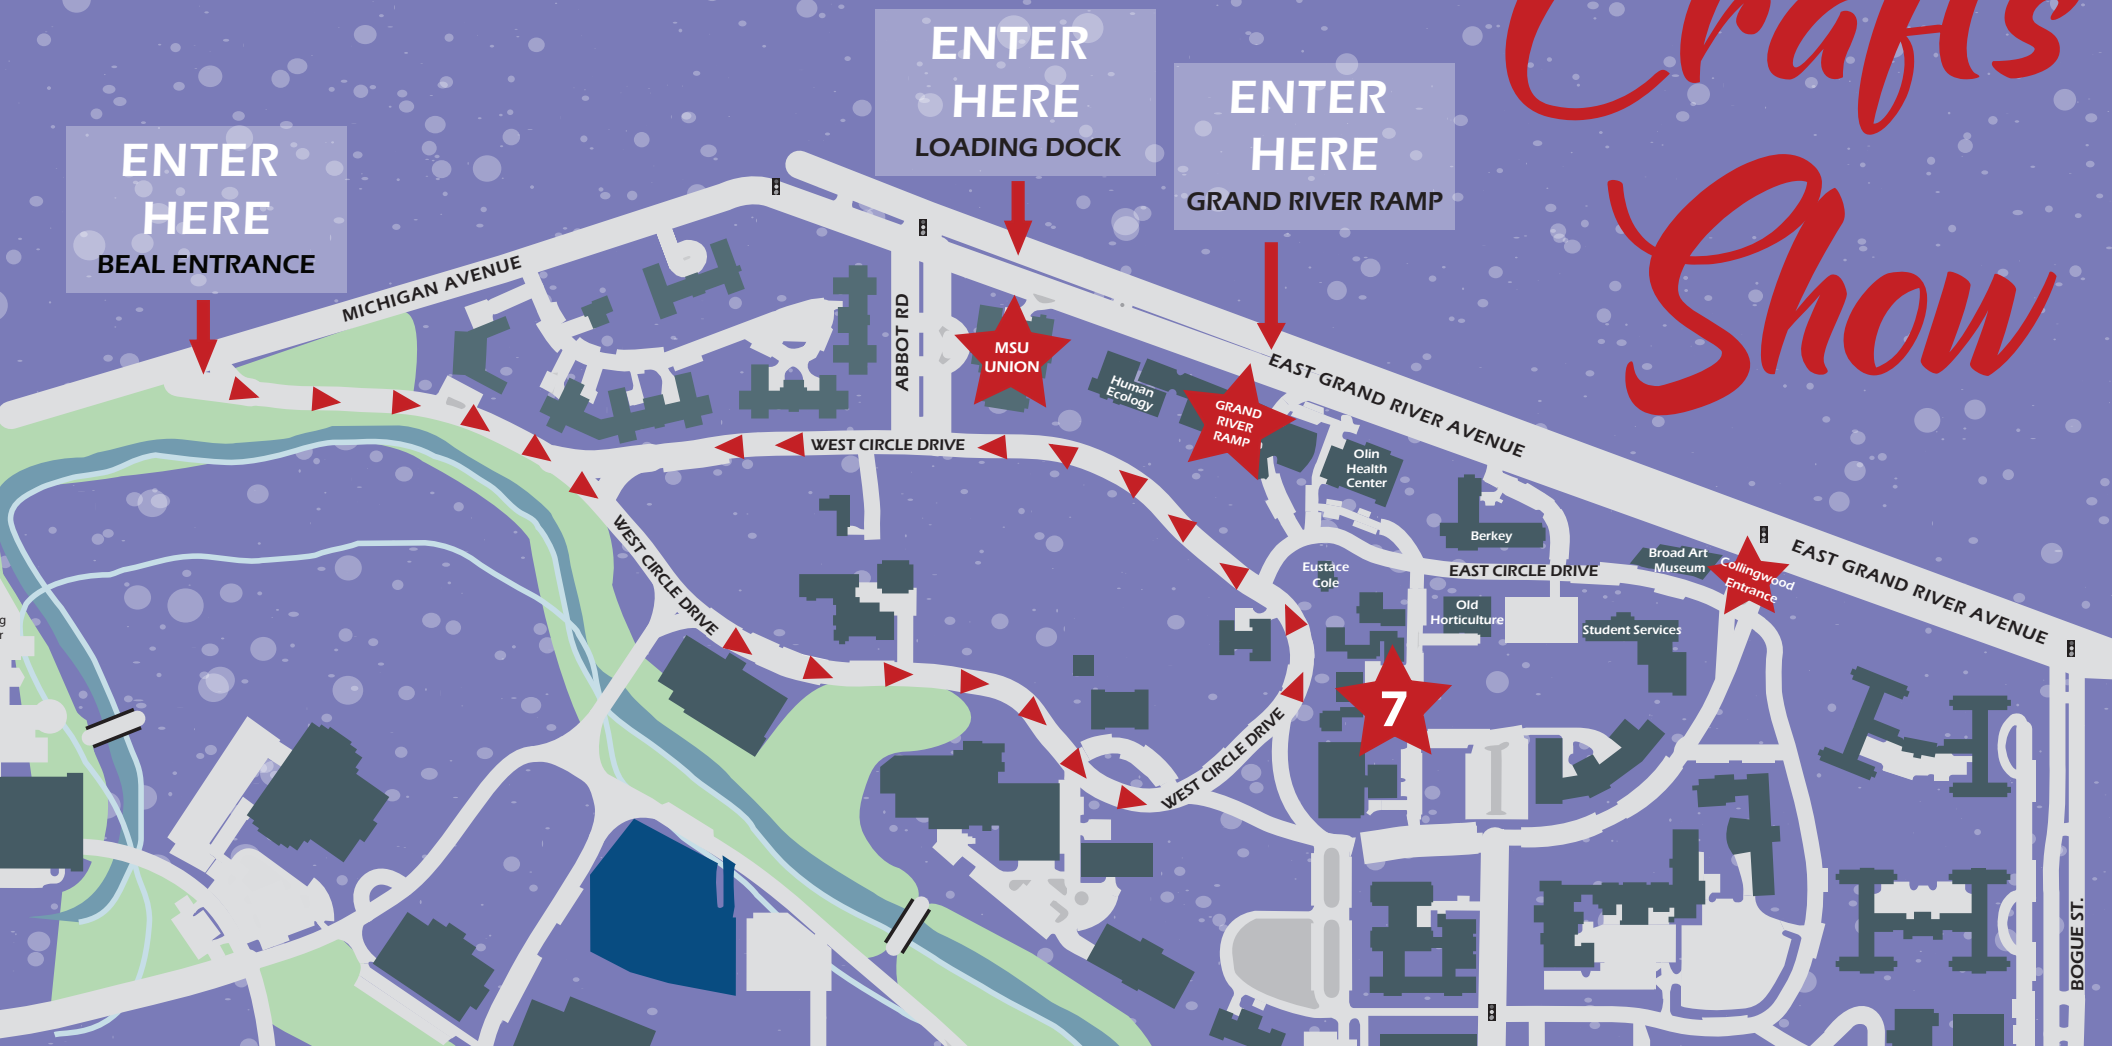 Crafts
Show
ENTER
HERE
LOADING DOCK
ENTER
HERE
GRAND RIVER RAMP
ENTER
HERE
BEAL ENTRANCE
MICHIGAN AVENUE
ABBOT RD
MSU
UNION
Human
Ecology
GRAND
RIVER
RAMP
EAST GRAND RIVER AVENUE
Olin
Health
Center
WEST CIRCLE DRIVE
WEST CIRCLE DRIVE
Berkey
Eustace
Cole
EAST CIRCLE DRIVE
Broad Art
Museum
Collingwood
Entrance
EAST GRAND RIVER AVENUE
Old
Horticulture
Student Services
7
WEST CIRCLE DRIVE
BOGUE ST.
g
r